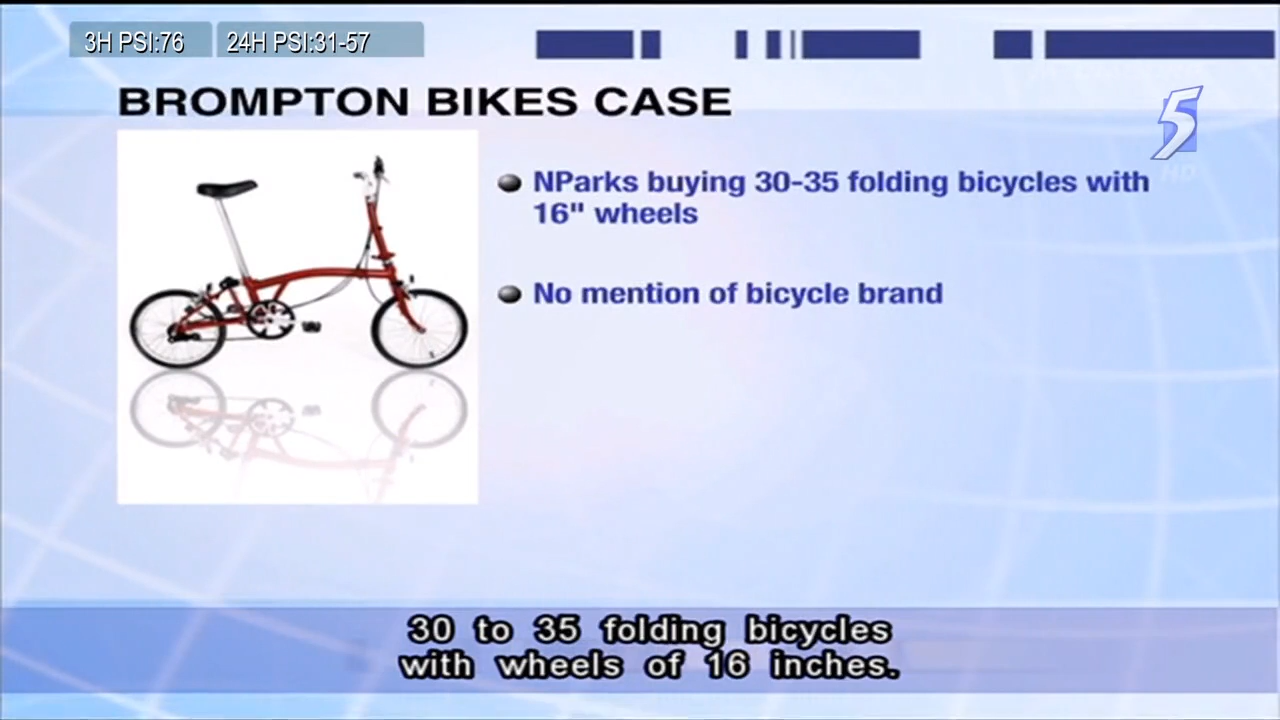 3H PSI:76 24H PSI:31-57
BROMPTON BIKES CASE
5
HD
NParks buying 30-35 folding bicycles with
16" wheels
No mention of bicycle brand
30 to 35 folding bicycles
with wheels of 16 inches.